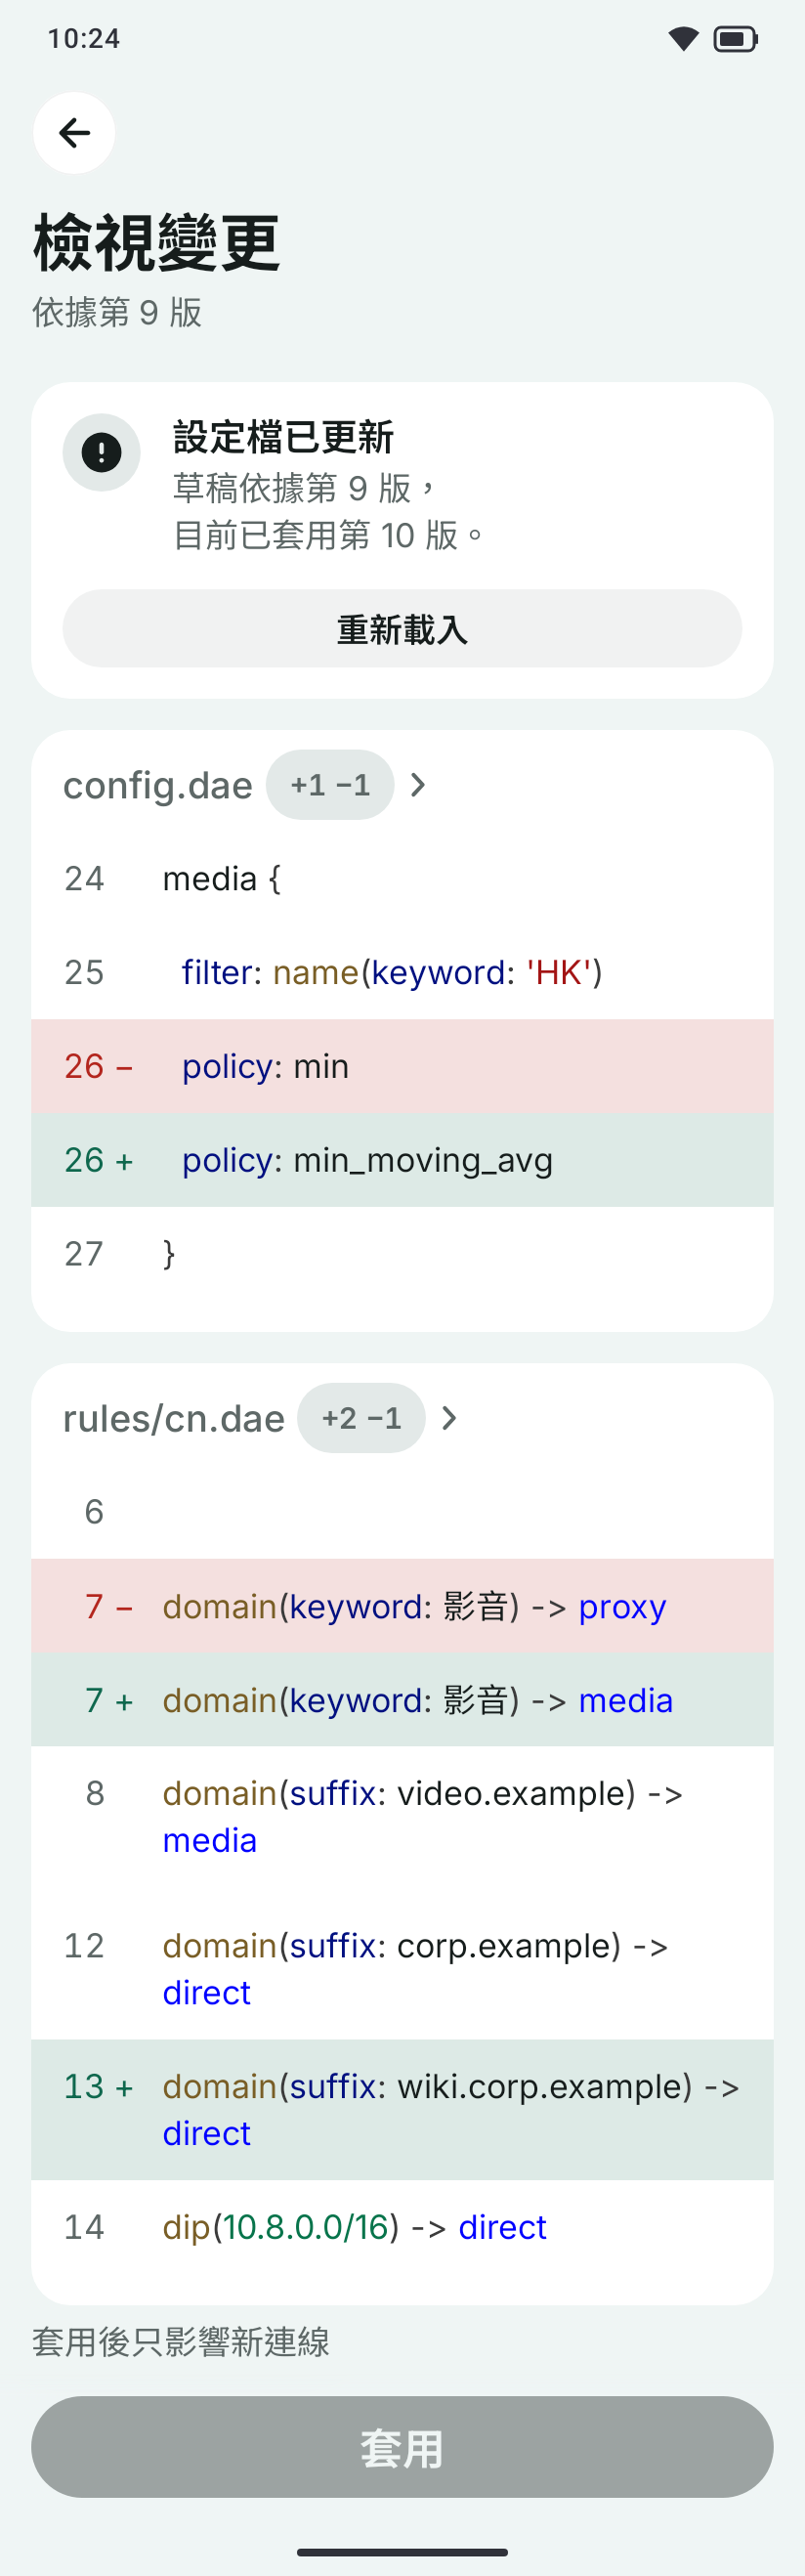 10:24
檢視變更
依據第 9 版
設定檔已更新
草稿依據第 9 版，
目前已套用第 10 版。
重新載入
config.dae +1 −1
24 media {
25 filter: name(keyword: 'HK')
26 − policy: min
26 + policy: min_moving_avg
27 }
rules/cn.dae +2 −1
6
7 − domain(keyword: 影音) -> proxy
7 + domain(keyword: 影音) -> media
8 domain(suffix: video.example) ->
media
12 domain(suffix: corp.example) ->
direct
13 + domain(suffix: wiki.corp.example) ->
direct
14 dip(10.8.0.0/16) -> direct
套用後只影響新連線
套用